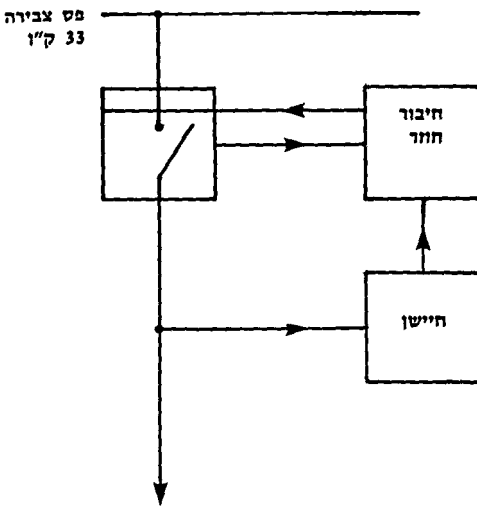 פס צבירה
33 ק"ו
חיבור
חוזר
חיישן